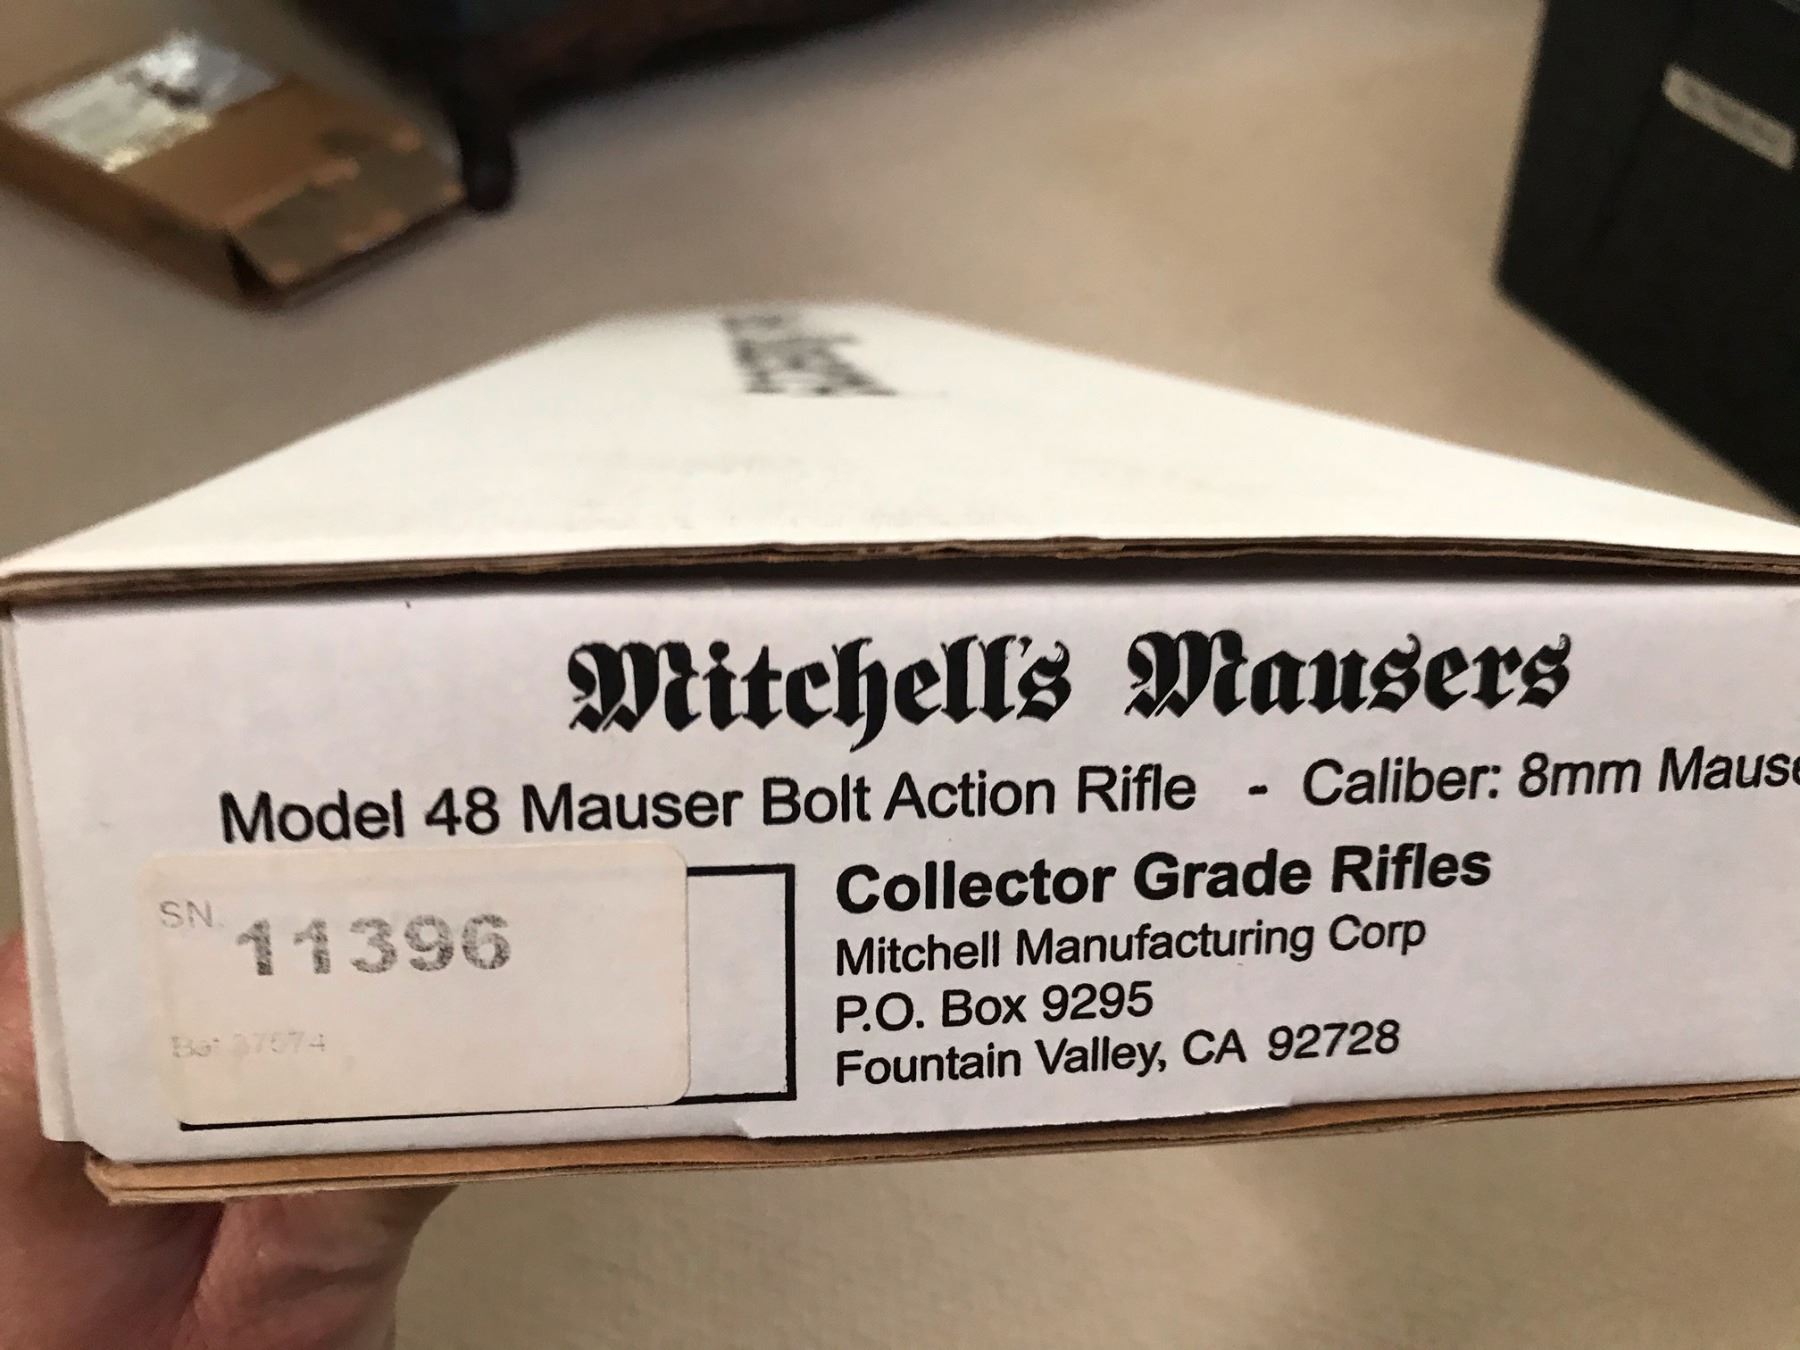 Mitchell's Mausers
Model 48 Mauser Bolt Action Rifle - Caliber: 8mm Mause
SN. 11396
Collector Grade Rifles
Mitchell Manufacturing Corp
P.O. Box 9295
Fountain Valley, CA 92728